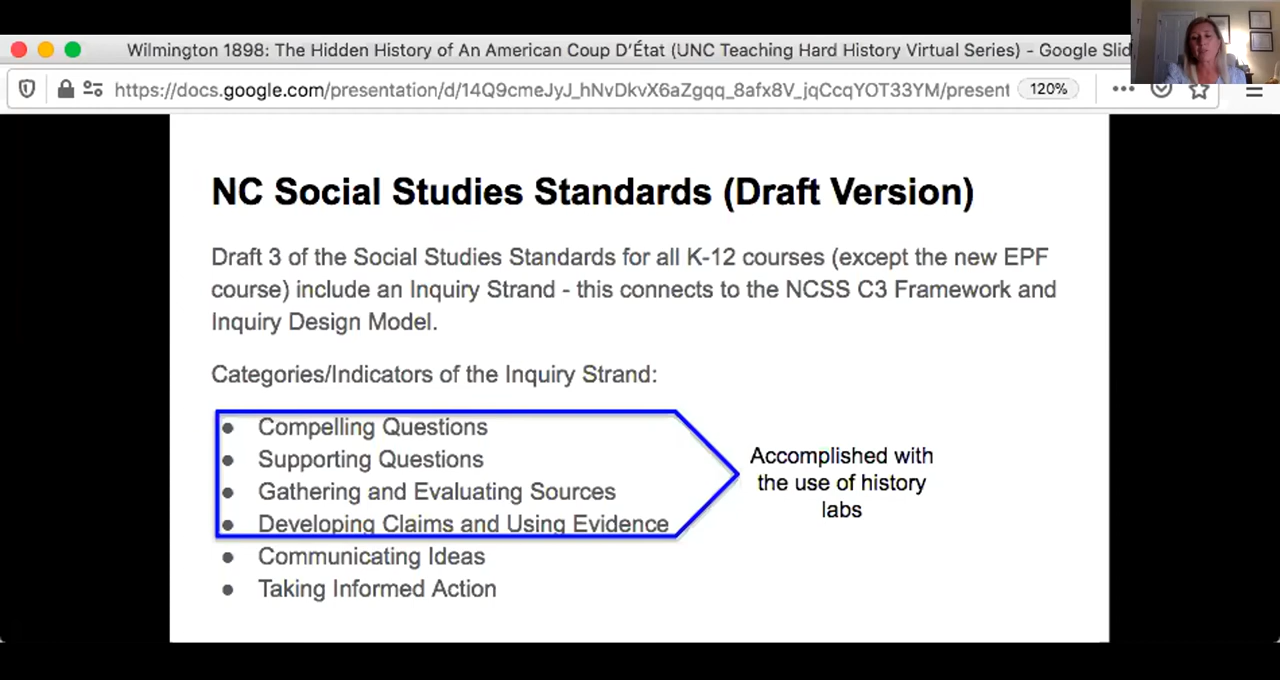 Wilmington 1898: The Hidden History of An American Coup D'État (UNC Teaching Hard History Virtual Series) - Google Slid
https://docs.google.com/presentation/d/14Q9cmeJyJ_hNvDkvX6aZgqq_8afx8V_jqCcqYOT33YM/present
120%
NC Social Studies Standards (Draft Version)
Draft 3 of the Social Studies Standards for all K-12 courses (except the new EPF
course) include an Inquiry Strand - this connects to the NCSS C3 Framework and
Inquiry Design Model.
Categories/Indicators of the Inquiry Strand:
● Compelling Questions
● Supporting Questions
● Gathering and Evaluating Sources
● Developing Claims and Using Evidence
● Communicating Ideas
● Taking Informed Action
Accomplished with
the use of history
labs